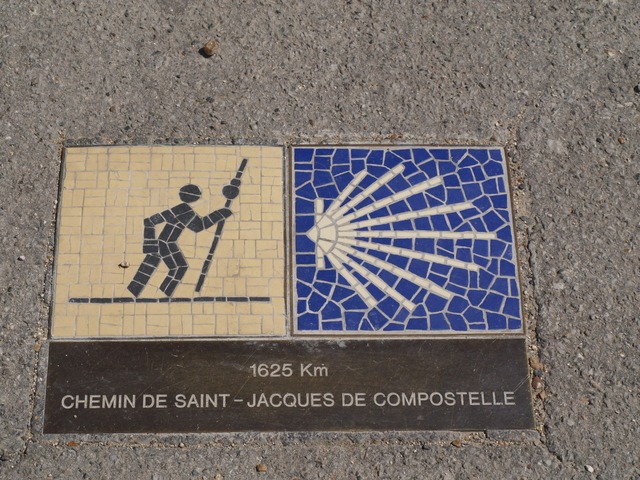 1625 Km
CHEMIN DE SAINT-JACQUES DE COMPOSTELLE